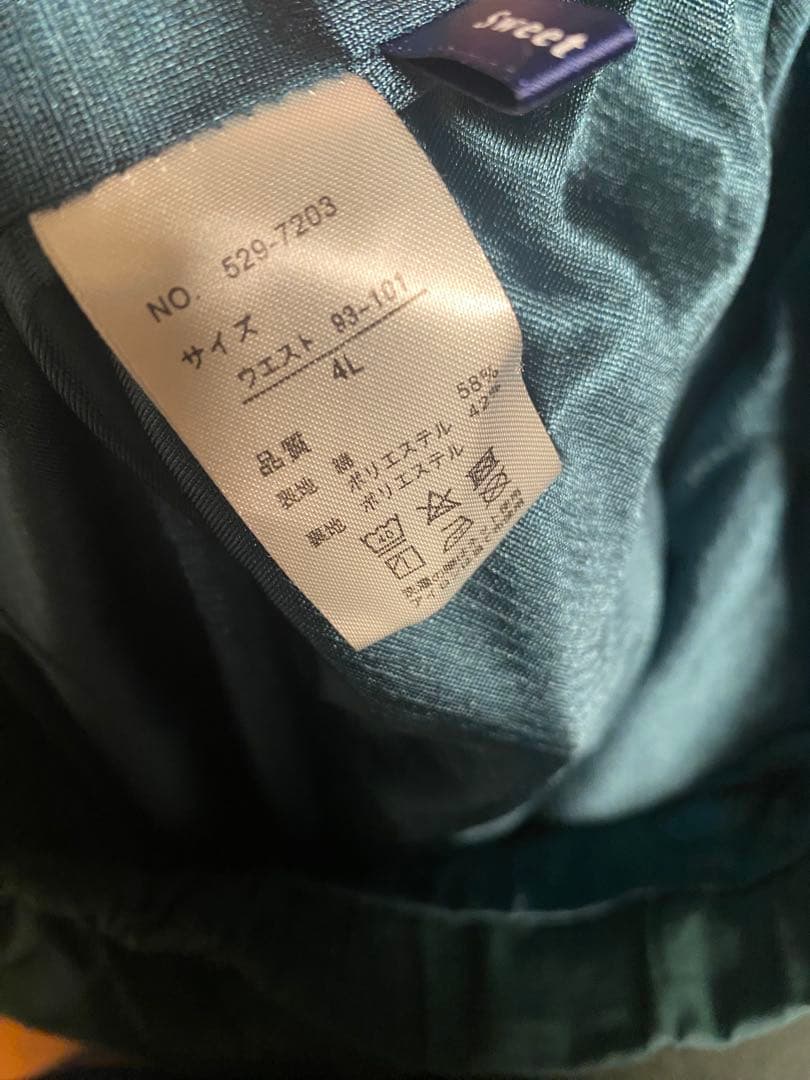 Sweet
NO. 529-7203
サイズ
ウエスト 93-101
4L
品質
表地 綿 58%
ポリエステル 42%
裏地 ポリエステル
40